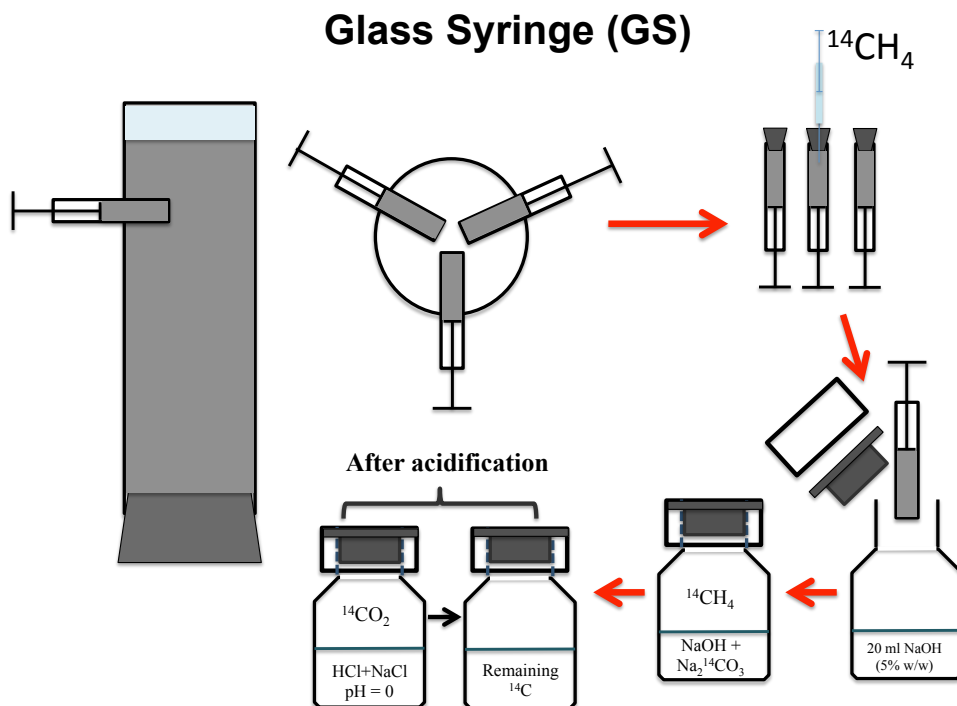 Glass Syringe (GS)
¹⁴CH₄
After acidification
¹⁴CO₂
HCl+NaCl
pH = 0
Remaining
¹⁴C
¹⁴CH₄
NaOH +
Na₂¹⁴CO₃
20 ml NaOH
(5% w/w)